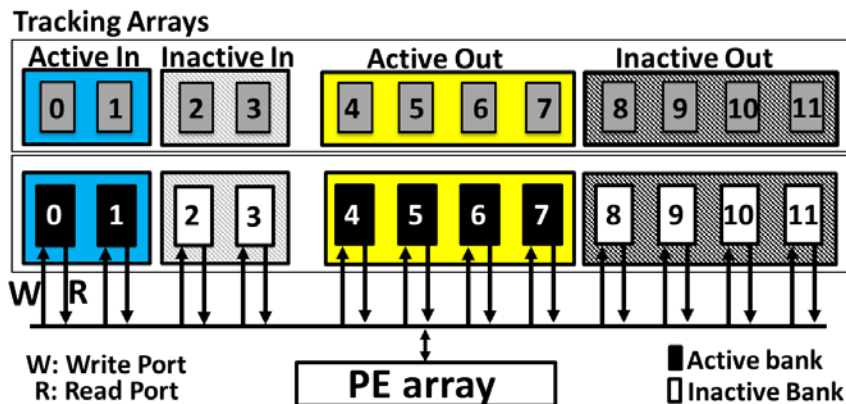 Tracking Arrays
Active In Inactive In Active Out Inactive Out
0 1 2 3 4 5 6 7 8 9 10 11
0 1 2 3 4 5 6 7 8 9 10 11
W R
W: Write Port
R: Read Port
PE array
Active bank
Inactive Bank